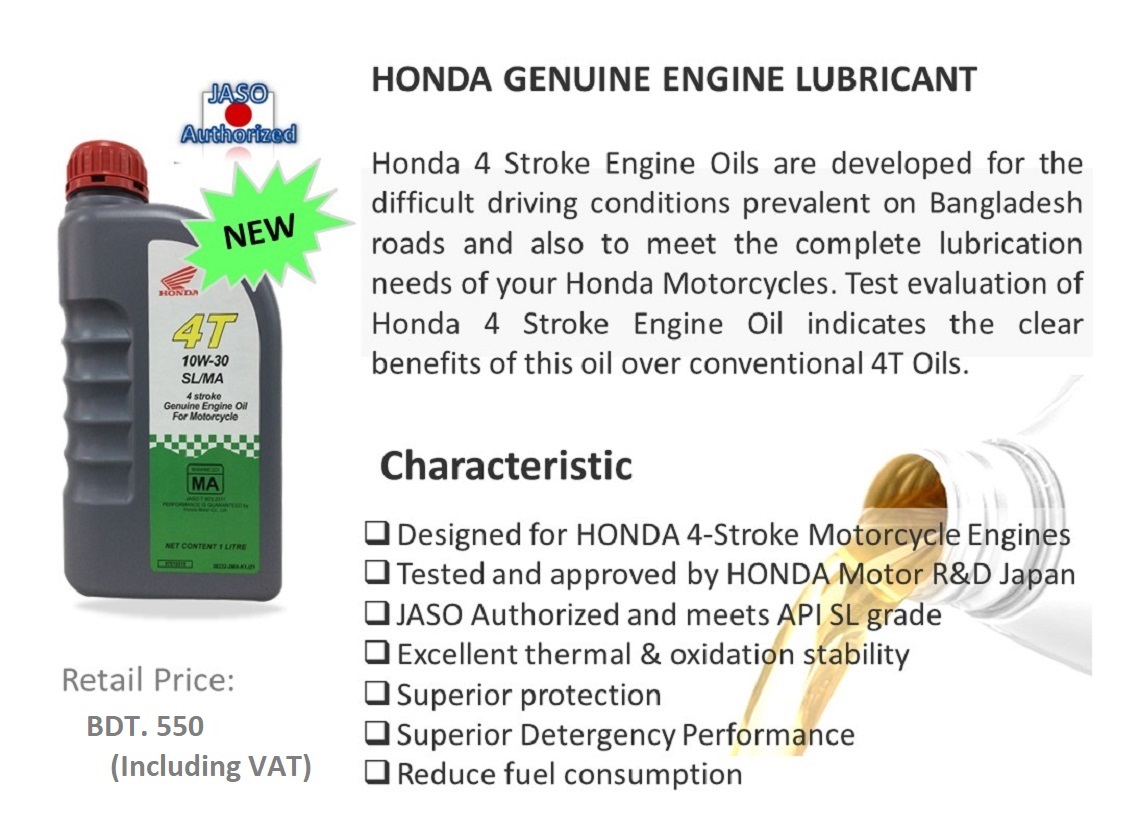 JASO
Authorized
NEW
HONDA
4T
10W-30
SL/MA
4 stroke
Genuine Engine Oil
For Motorcycle
MA
NET CONTENT 1 LITRE
Retail Price:
BDT. 550
(Including VAT)
HONDA GENUINE ENGINE LUBRICANT
Honda 4 Stroke Engine Oils are developed for the
difficult driving conditions prevalent on Bangladesh
roads and also to meet the complete lubrication
needs of your Honda Motorcycles. Test evaluation of
Honda 4 Stroke Engine Oil indicates the clear
benefits of this oil over conventional 4T Oils.
Characteristic
❑ Designed for HONDA 4-Stroke Motorcycle Engines
❑ Tested and approved by HONDA Motor R&D Japan
❑ JASO Authorized and meets API SL grade
❑ Excellent thermal & oxidation stability
❑ Superior protection
❑ Superior Detergency Performance
❑ Reduce fuel consumption